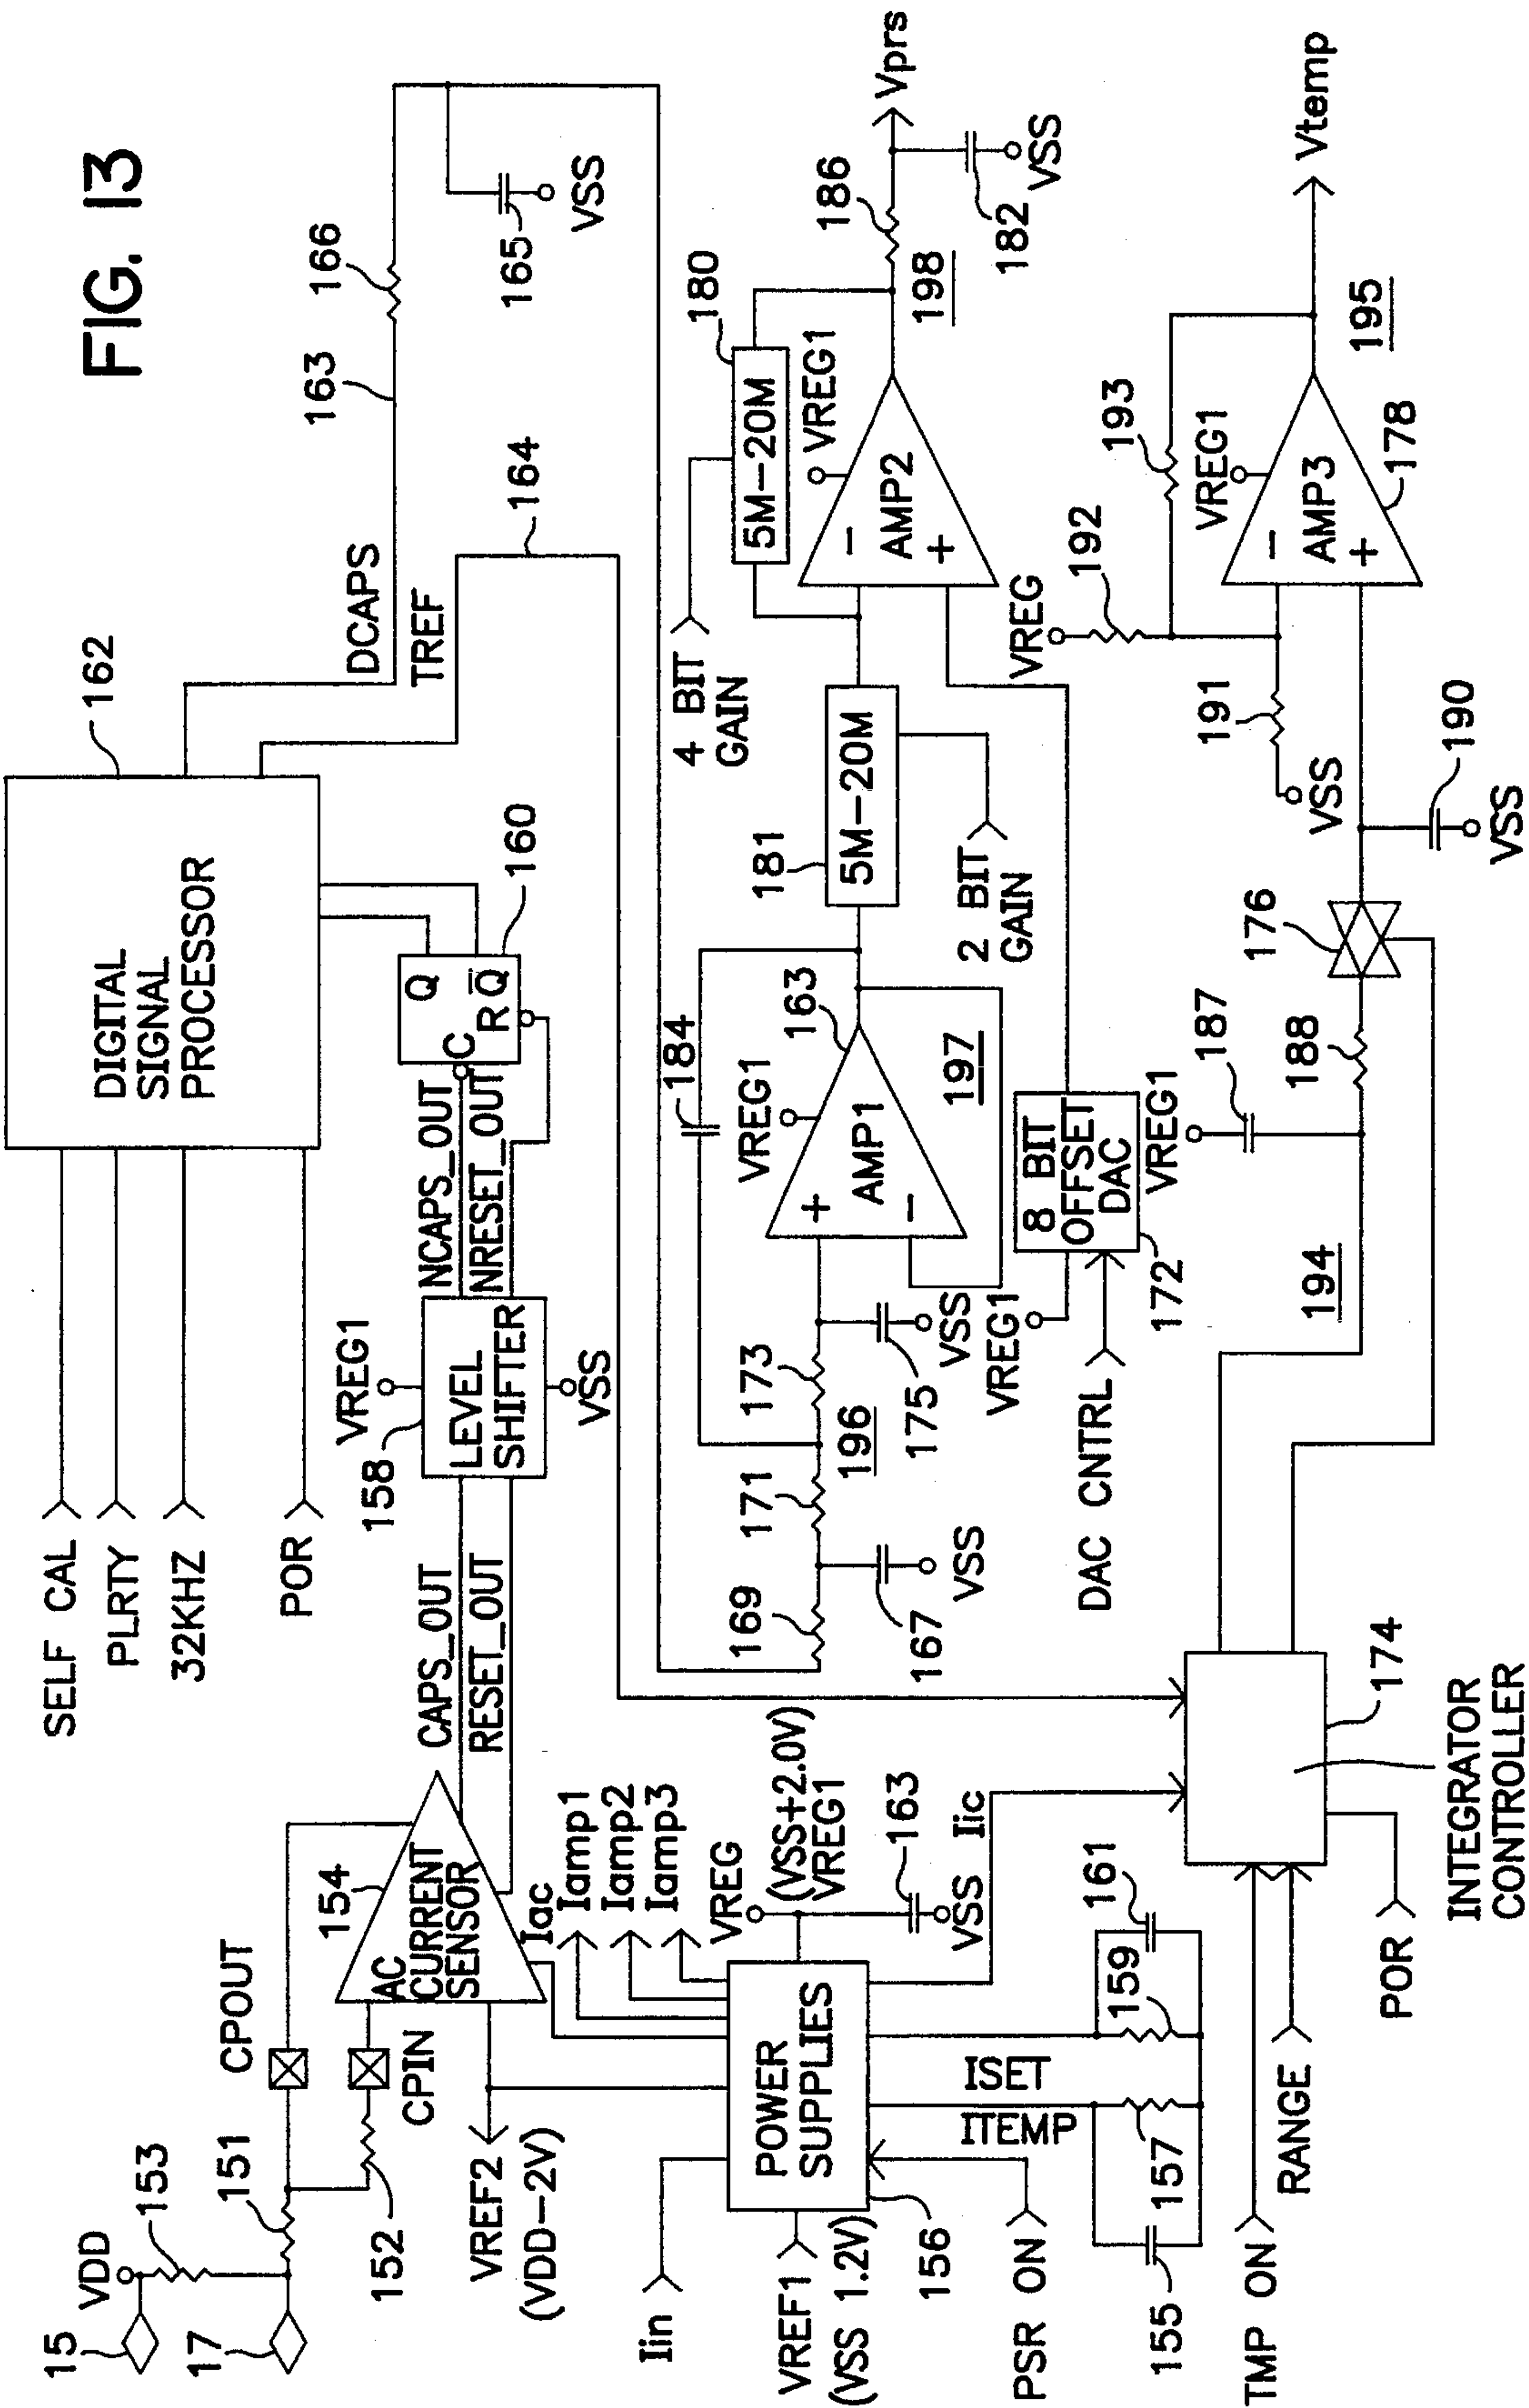 FIG. 13
15
VDD
153
17
151
152
CPOUT
CPIN
154
AC
CURRENT
SENSOR
CAPS_OUT
RESET_OUT
VREF2
(VDD-2V)
Iac
Iamp1
Iamp2
Iamp3
158
VREG1
LEVEL
SHIFTER
VSS
NCAPS_OUT
NRESET_OUT
C
Q
R
Q̅
160
SELF CAL
PLRTY
32KHZ
POR
DIGITAL
SIGNAL
PROCESSOR
162
DCAPS
TREF
163
166
164
165
VSS
Iin
VREF1
(VSS 1.2V)
156
POWER
SUPPLIES
PSR ON
VREG
(VSS+2.0V)
VREG1
163
VSS
Iic
ITEMP
ISET
155
157
159
161
169
167
VSS
171
196
173
175
VSS
184
VREG1
163
+
AMP1
−
197
181
5M-20M
2 BIT
GAIN
4 BIT
GAIN
180
5M-20M
VREG1
−
AMP2
+
198
186
Vprs
182
VSS
VREG1
8 BIT
OFFSET
DAC
DAC CNTRL
172
TMP ON
RANGE
POR
174
INTEGRATOR
CONTROLLER
194
VREG1
187
188
176
190
VSS
VSS
191
VREG
192
193
VREG1
−
AMP3
+
178
195
Vtemp